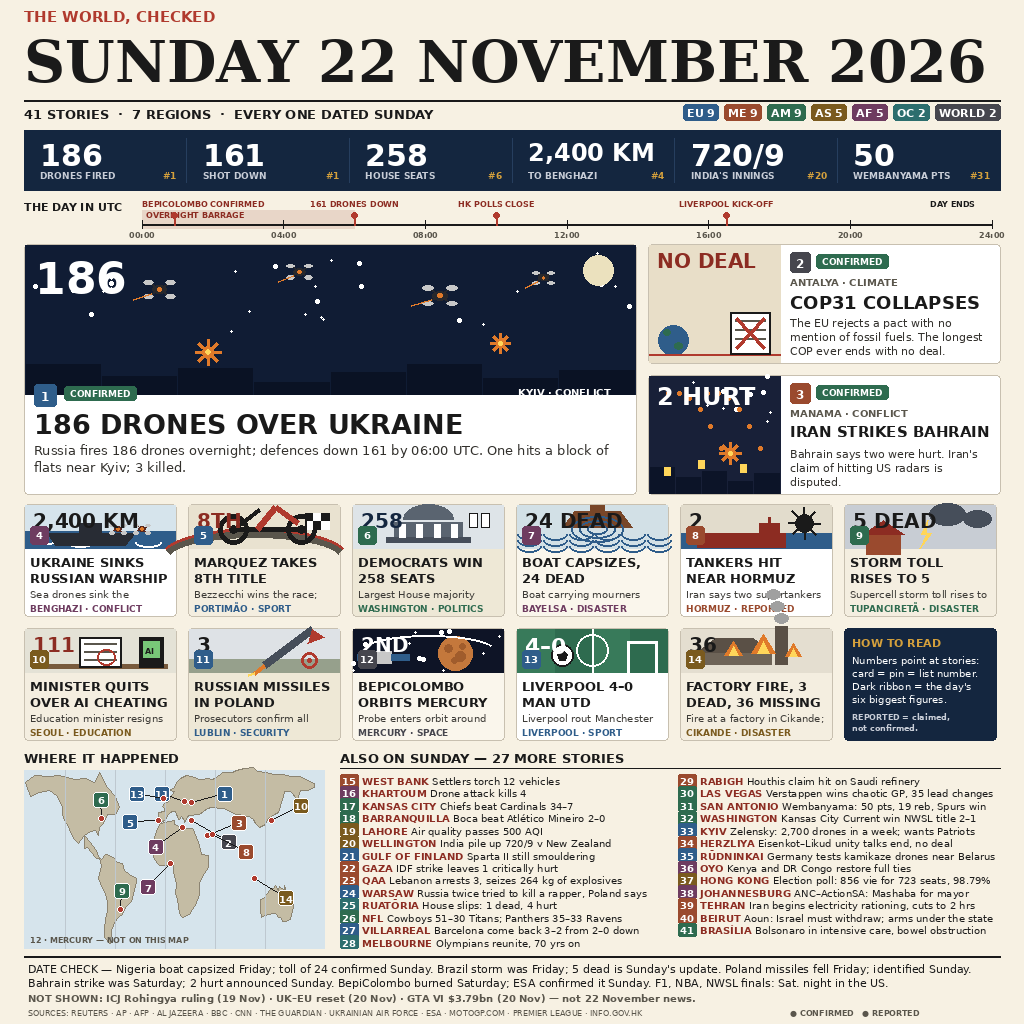 THE WORLD, CHECKED
SUNDAY 22 NOVEMBER 2026
41 STORIES · 7 REGIONS · EVERY ONE DATED SUNDAY
EU 9 ME 9 AM 9 AS 5 AF 5 OC 2 WORLD 2
186 161 258 2,400 KM 720/9 50
DRONES FIRED #1 SHOT DOWN #1 HOUSE SEATS #6 TO BENGHAZI #4 INDIA'S INNINGS #20 WEMBANYAMA PTS #31
THE DAY IN UTC
BEPICOLOMBO CONFIRMED 161 DRONES DOWN HK POLLS CLOSE LIVERPOOL KICK-OFF DAY ENDS
OVERNIGHT BARRAGE
00:00 04:00 08:00 12:00 16:00 20:00 24:00
186
KYIV · CONFLICT
1 CONFIRMED
186 DRONES OVER UKRAINE
Russia fires 186 drones overnight; defences down 161 by 06:00 UTC. One hits a block of
flats near Kyiv; 3 killed.
NO DEAL
2 CONFIRMED
ANTALYA · CLIMATE
COP31 COLLAPSES
The EU rejects a pact with no
mention of fossil fuels. The longest
COP ever ends with no deal.
2 HURT
3 CONFIRMED
MANAMA · CONFLICT
IRAN STRIKES BAHRAIN
Bahrain says two were hurt. Iran's
claim of hitting US radars is
disputed.
2,400 KM
4
UKRAINE SINKS
RUSSIAN WARSHIP
Sea drones sink the
BENGHAZI · CONFLICT
8TH
5
MARQUEZ TAKES
8TH TITLE
Bezzecchi wins the race;
PORTIMÃO · SPORT
258
6
DEMOCRATS WIN
258 SEATS
Largest House majority
WASHINGTON · POLITICS
24 DEAD
7
BOAT CAPSIZES,
24 DEAD
Boat carrying mourners
BAYELSA · DISASTER
2
8
TANKERS HIT
NEAR HORMUZ
Iran says two supertankers
HORMUZ · REPORTED
5 DEAD
9
STORM TOLL
RISES TO 5
Supercell storm toll rises to
TUPANCIRETÃ · DISASTER
111
10
AI
MINISTER QUITS
OVER AI CHEATING
Education minister resigns
SEOUL · EDUCATION
3
11
RUSSIAN MISSILES
IN POLAND
Prosecutors confirm all
LUBLIN · SECURITY
2ND
12
BEPICOLOMBO
ORBITS MERCURY
Probe enters orbit around
MERCURY · SPACE
4–0
13
LIVERPOOL 4–0
MAN UTD
Liverpool rout Manchester
LIVERPOOL · SPORT
36
14
FACTORY FIRE, 3
DEAD, 36 MISSING
Fire at a factory in Cikande;
CIKANDE · DISASTER
HOW TO READ
Numbers point at stories:
card = pin = list number.
Dark ribbon = the day's
six biggest figures.
REPORTED = claimed,
not confirmed.
WHERE IT HAPPENED
6 13 11 1 10
5 3
4 2 8
9 7 14
12 · MERCURY — NOT ON THIS MAP
ALSO ON SUNDAY — 27 MORE STORIES
15 WEST BANK Settlers torch 12 vehicles
16 KHARTOUM Drone attack kills 4
17 KANSAS CITY Chiefs beat Cardinals 34–7
18 BARRANQUILLA Boca beat Atlético Mineiro 2–0
19 LAHORE Air quality passes 500 AQI
20 WELLINGTON India pile up 720/9 v New Zealand
21 GULF OF FINLAND Sparta II still smouldering
22 GAZA IDF strike leaves 1 critically hurt
23 QAA Lebanon arrests 3, seizes 264 kg of explosives
24 WARSAW Russia twice tried to kill a rapper, Poland says
25 RUATŌRIA House slips: 1 dead, 4 hurt
26 NFL Cowboys 51–30 Titans; Panthers 35–33 Ravens
27 VILLARREAL Barcelona come back 3–2 from 2–0 down
28 MELBOURNE Olympians reunite, 70 yrs on
29 RABIGH Houthis claim hit on Saudi refinery
30 LAS VEGAS Verstappen wins chaotic GP, 35 lead changes
31 SAN ANTONIO Wembanyama: 50 pts, 19 reb, Spurs win
32 WASHINGTON Kansas City Current win NWSL title 2–1
33 KYIV Zelensky: 2,700 drones in a week; wants Patriots
34 HERZLIYA Eisenkot–Likud unity talks end, no deal
35 RŪDNINKAI Germany tests kamikaze drones near Belarus
36 OYO Kenya and DR Congo restore full ties
37 HONG KONG Election poll: 856 vie for 723 seats, 98.79%
38 JOHANNESBURG ANC–ActionSA: Mashaba for mayor
39 TEHRAN Iran begins electricity rationing, cuts to 2 hrs
40 BEIRUT Aoun: Israel must withdraw; arms under the state
41 BRASÍLIA Bolsonaro in intensive care, bowel obstruction
DATE CHECK — Nigeria boat capsized Friday; toll of 24 confirmed Sunday. Brazil storm was Friday; 5 dead is Sunday's update. Poland missiles fell Friday; identified Sunday.
Bahrain strike was Saturday; 2 hurt announced Sunday. BepiColombo burned Saturday; ESA confirmed it Sunday. F1, NBA, NWSL finals: Sat. night in the US.
NOT SHOWN: ICJ Rohingya ruling (19 Nov) · UK–EU reset (20 Nov) · GTA VI $3.79bn (20 Nov) — not 22 November news.
SOURCES: REUTERS · AP · AFP · AL JAZEERA · BBC · CNN · THE GUARDIAN · UKRAINIAN AIR FORCE · ESA · MOTOGP.COM · PREMIER LEAGUE · INFO.GOV.HK
● CONFIRMED ● REPORTED